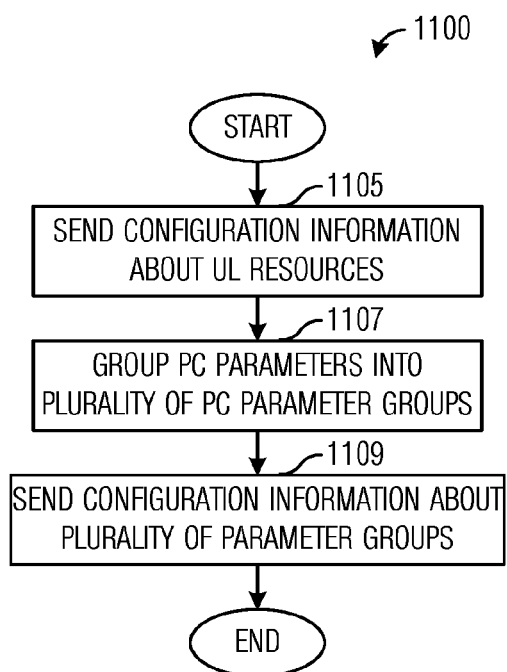 1100
START
1105
SEND CONFIGURATION INFORMATION
ABOUT UL RESOURCES
1107
GROUP PC PARAMETERS INTO
PLURALITY OF PC PARAMETER GROUPS
1109
SEND CONFIGURATION INFORMATION ABOUT
PLURALITY OF PARAMETER GROUPS
END